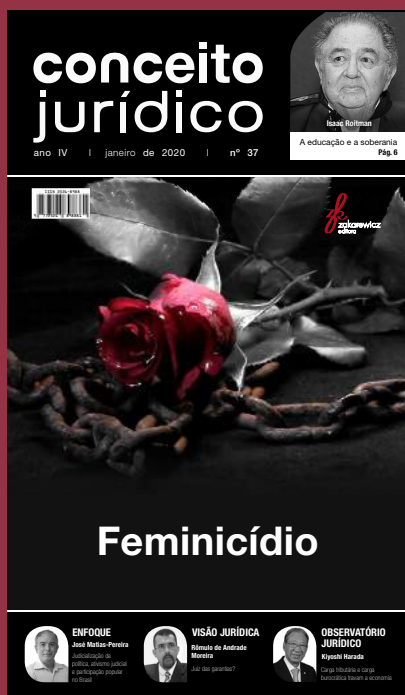 conceito
jurídico
ano IV | janeiro de 2020 | nº 37
Isaac Roitman
A educação e a soberania
Pág. 6
zakarewicz
editora
Feminicídio
ENFOQUE
José Matias-Pereira
Judicialização da
política, ativismo judicial
e participação popular
no Brasil
VISÃO JURÍDICA
Rômulo de Andrade
Moreira
Juiz das garantias?
OBSERVATÓRIO
JURÍDICO
Kiyoshi Harada
Carga tributária e carga
burocrática travam a economia